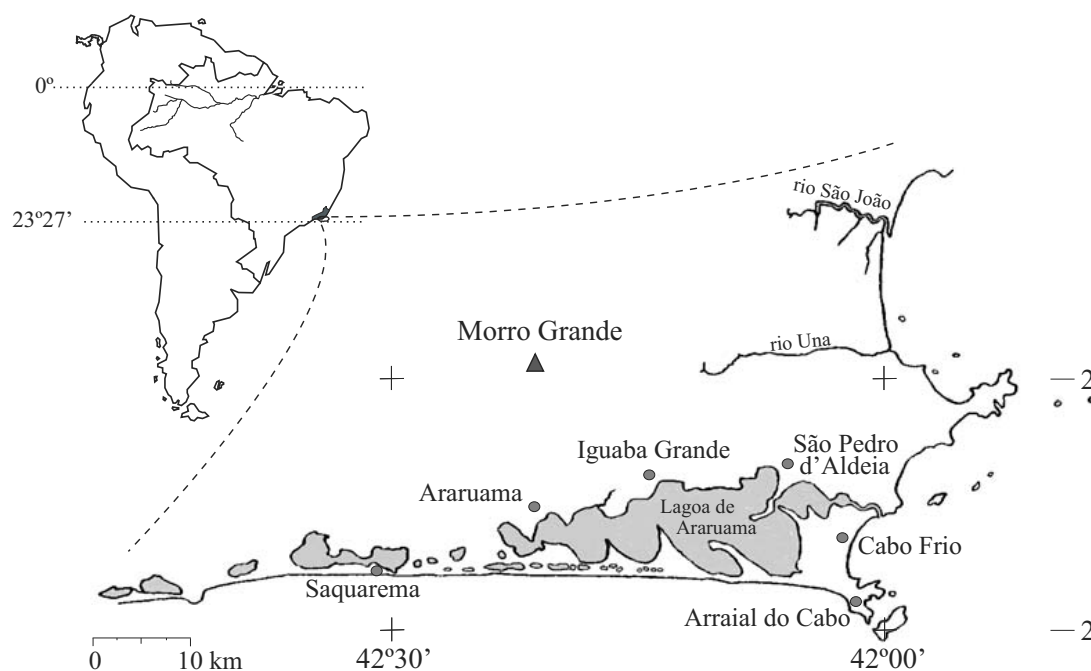 0º
23º27'
rio São João
Morro Grande
rio Una
São Pedro
d'Aldeia
Iguaba Grande
Araruama
Lagoa de
Araruama
Cabo Frio
Saquarema
Arraial do Cabo
0 10 km
42º30'
42º00'